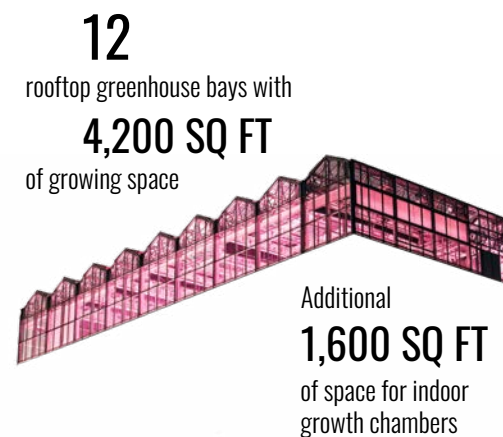 12
rooftop greenhouse bays with
4,200 SQ FT
of growing space
Additional
1,600 SQ FT
of space for indoor
growth chambers